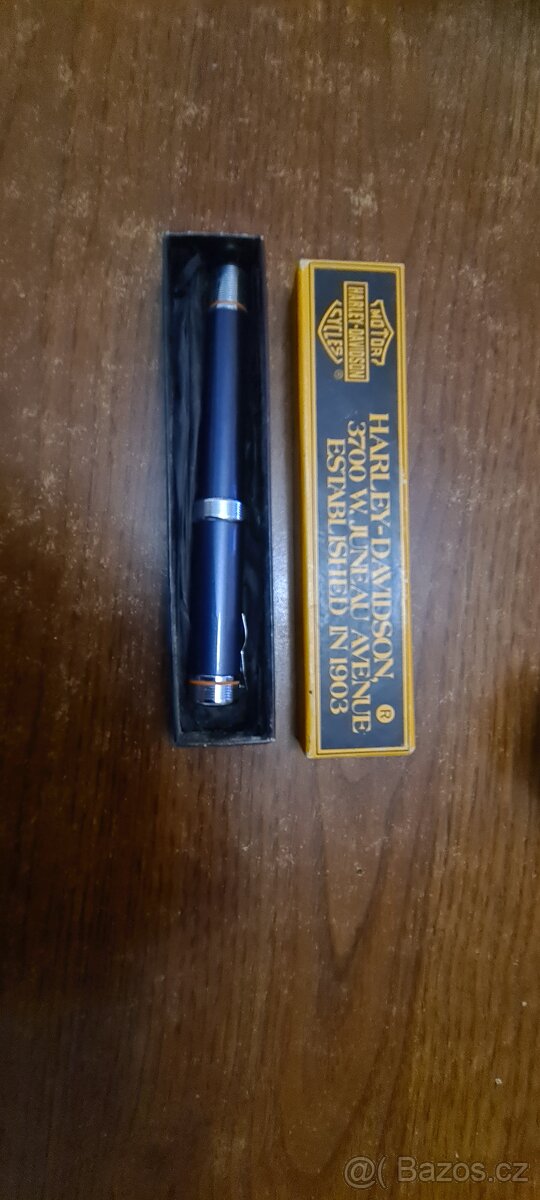 MOTOR
HARLEY-DAVIDSON
CYCLES
®
HARLEY-DAVIDSON, ®
3700 W. JUNEAU AVENUE
ESTABLISHED IN 1903
@( Bazos.cz